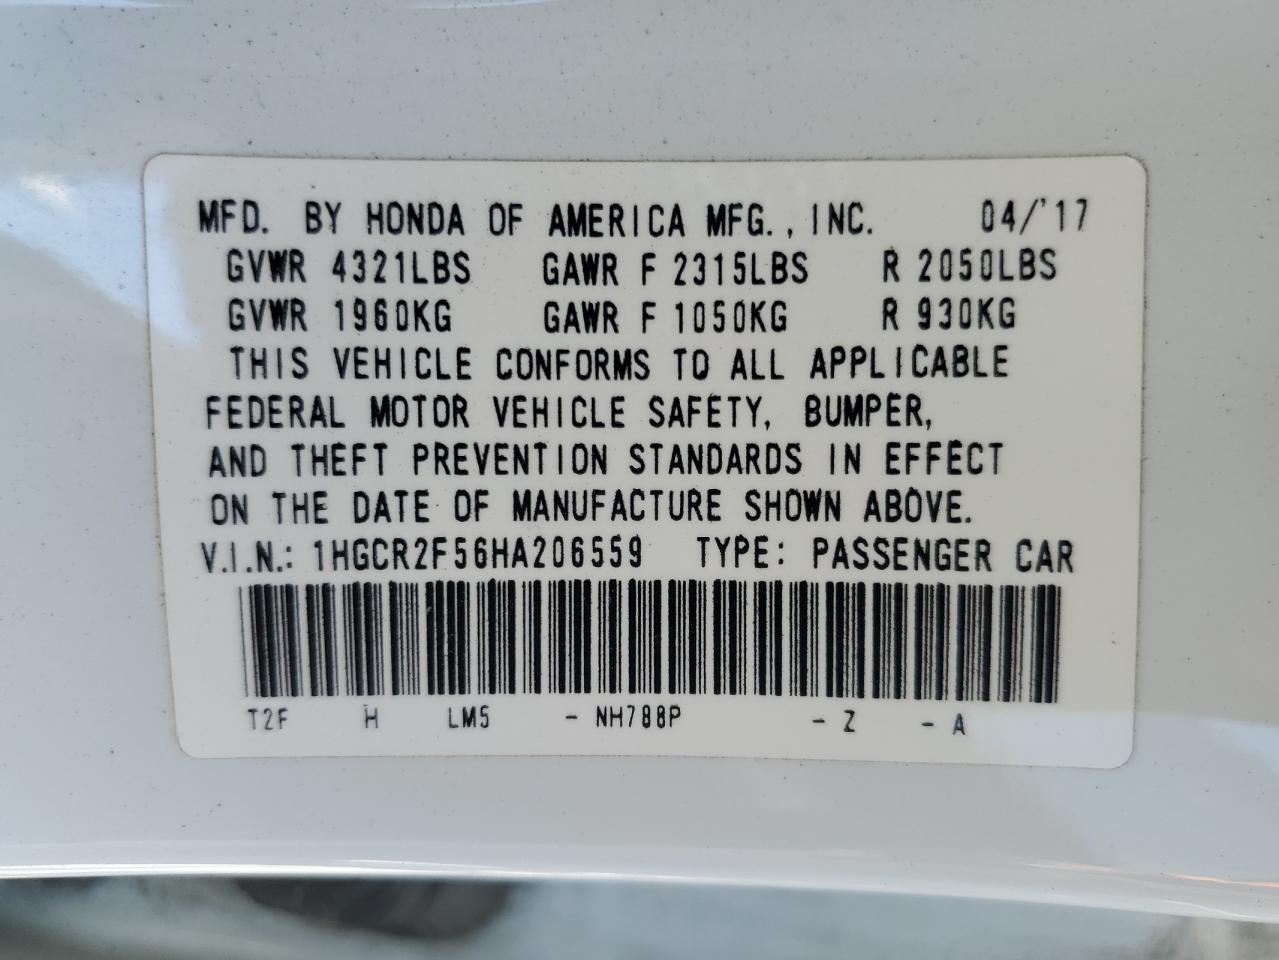 MFD. BY HONDA OF AMERICA MFG., INC. 04/'17
GVWR 4321LBS GAWR F 2315LBS R 2050LBS
GVWR 1960KG GAWR F 1050KG R 930KG
THIS VEHICLE CONFORMS TO ALL APPLICABLE
FEDERAL MOTOR VEHICLE SAFETY, BUMPER,
AND THEFT PREVENTION STANDARDS IN EFFECT
ON THE DATE OF MANUFACTURE SHOWN ABOVE.
V.I.N.: 1HGCR2F56HA206559 TYPE: PASSENGER CAR
T2F H LM5 - NH788P - Z - A